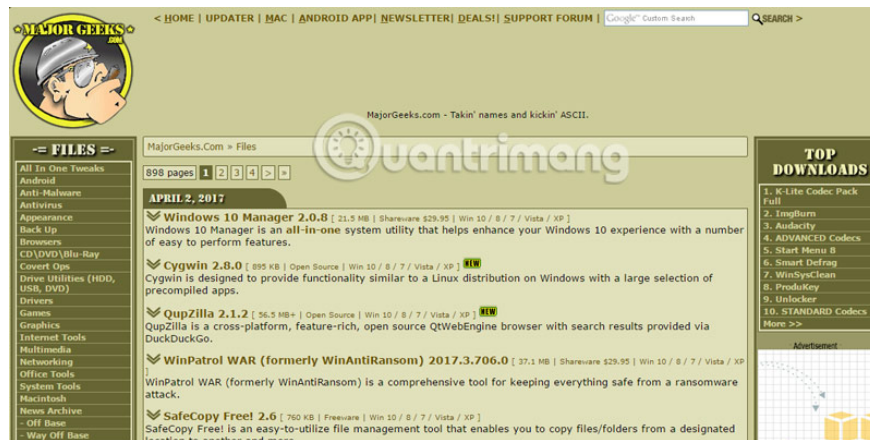 MAJOR GEEKS
.COM
< HOME | UPDATER | MAC | ANDROID APP| NEWSLETTER| DEALS!| SUPPORT FORUM |
Google™ Custom Search
SEARCH >
MajorGeeks.com - Takin' names and kickin' ASCII.
Quantrimang
-= FILES =-
All In One Tweaks
Android
Anti-Malware
Antivirus
Appearance
Back Up
Browsers
CD\DVD\Blu-Ray
Covert Ops
Drive Utilities (HDD,
USB, DVD)
Drivers
Games
Graphics
Internet Tools
Multimedia
Networking
Office Tools
System Tools
Macintosh
News Archive
- Off Base
- Way Off Base
MajorGeeks.Com » Files
898 pages 1 2 3 4 > »
APRIL 2, 2017
Windows 10 Manager 2.0.8 [ 21.5 MB | Shareware $29.95 | Win 10 / 8 / 7 / Vista / XP ]
Windows 10 Manager is an all-in-one system utility that helps enhance your Windows 10 experience with a number
of easy to perform features.
Cygwin 2.8.0 [ 895 KB | Open Source | Win 10 / 8 / 7 / Vista / XP ] NEW
Cygwin is designed to provide functionality similar to a Linux distribution on Windows with a large selection of
precompiled apps.
QupZilla 2.1.2 [ 56.5 MB+ | Open Source | Win 10 / 8 / 7 / Vista / XP ] NEW
QupZilla is a cross-platform, feature-rich, open source QtWebEngine browser with search results provided via
DuckDuckGo.
WinPatrol WAR (formerly WinAntiRansom) 2017.3.706.0 [ 37.1 MB | Shareware $29.95 | Win 10 / 8 / 7 / Vista / XP
]
WinPatrol WAR (formerly WinAntiRansom) is a comprehensive tool for keeping everything safe from a ransomware
attack.
SafeCopy Free! 2.6 [ 760 KB | Freeware | Win 10 / 8 / 7 / Vista / XP ]
SafeCopy Free! is an easy-to-utilize file management tool that enables you to copy files/folders from a designated
location to another and more.
TOP
DOWNLOADS
1. K-Lite Codec Pack
Full
2. ImgBurn
3. Audacity
4. ADVANCED Codecs
5. Start Menu 8
6. Smart Defrag
7. WinSysClean
8. ProduKey
9. Unlocker
10. STANDARD Codecs
More >>
Advertisement